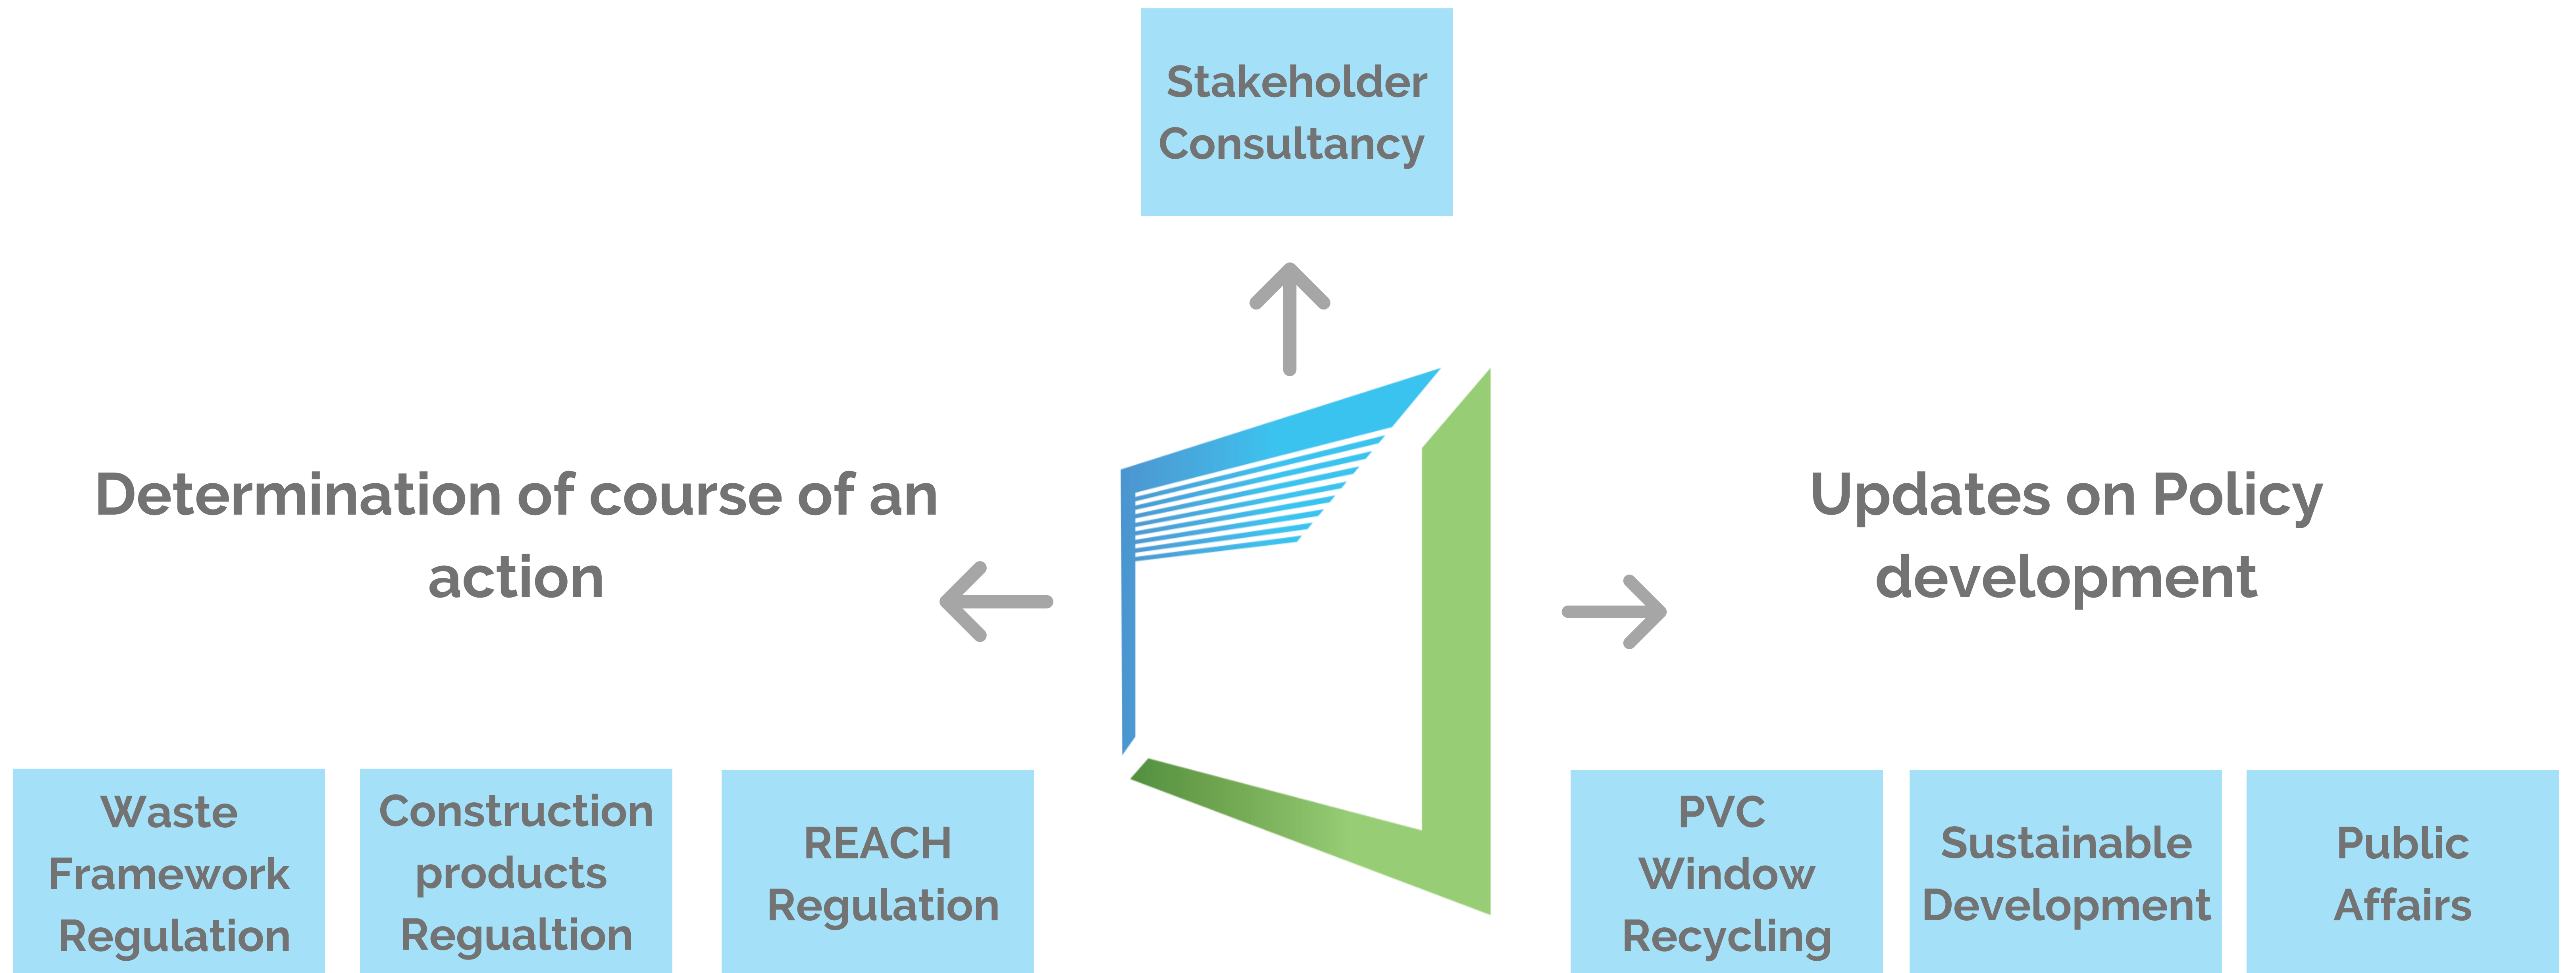 Stakeholder
Consultancy
Determination of course of an
action
Updates on Policy
development
Waste
Framework
Regulation
Construction
products
Regualtion
REACH
Regulation
PVC
Window
Recycling
Sustainable
Development
Public
Affairs